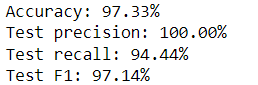 Accuracy: 97.33%
Test precision: 100.00%
Test recall: 94.44%
Test F1: 97.14%